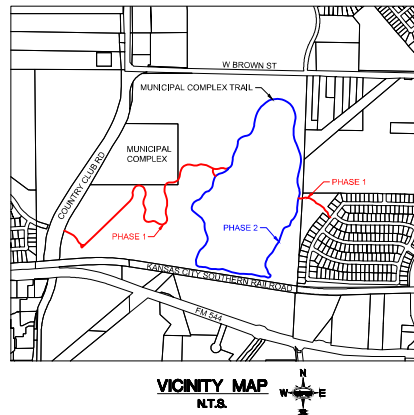 W BROWN ST
MUNICIPAL COMPLEX TRAIL
MUNICIPAL
COMPLEX
COUNTRY CLUB RD
PHASE 1
PHASE 1
PHASE 2
KANSAS CITY SOUTHERN RAILROAD
FM 544
VICINITY MAP
N.T.S.
N
W
E